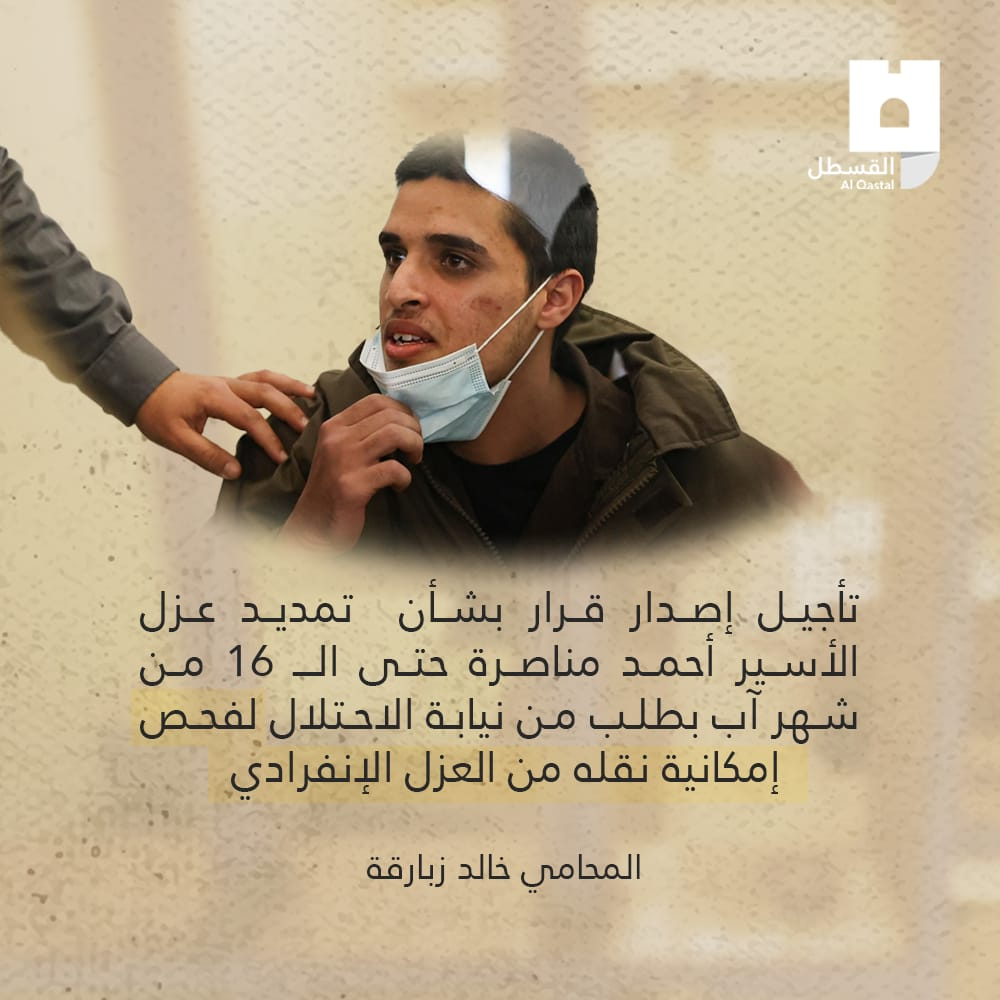 القسطل
Al Qastal
تأجيل إصدار قرار بشأن تمديد عزل
الأسير أحمد مناصرة حتى الـ 16 من
شهر آب بطلب من نيابة الاحتلال لفحص
إمكانية نقله من العزل الإنفرادي
المحامي خالد زبارقة